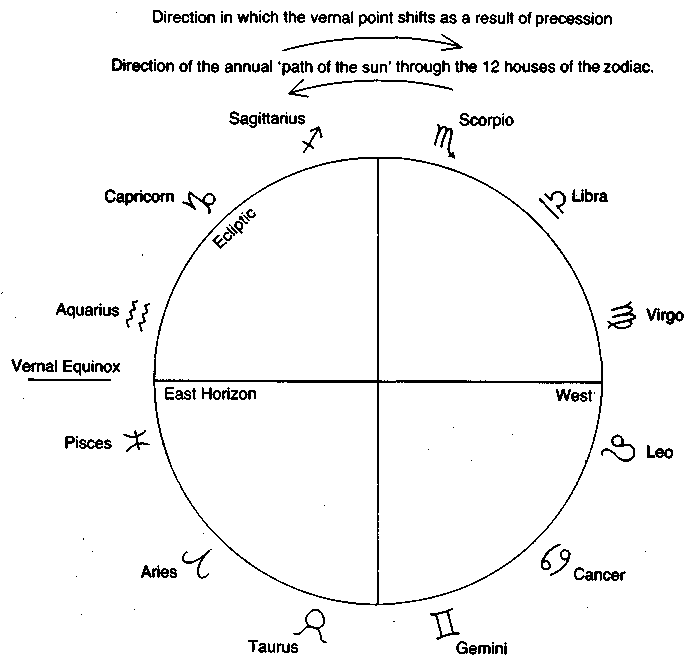 Direction in which the vernal point shifts as a result of precession
Direction of the annual 'path of the sun' through the 12 houses of the zodiac.
Sagittarius
Scorpio
Capricorn
Libra
Ecliptic
Aquarius
Virgo
Vernal Equinox
East Horizon
West
Pisces
Leo
Aries
Cancer
Taurus
Gemini